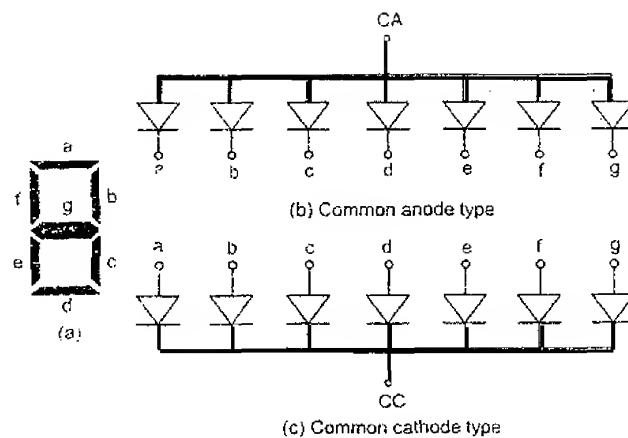 CA
a b c d e f g
(b) Common anode type
a
f g b
e c
d
(a)
a b c d e f g
CC
(c) Common cathode type